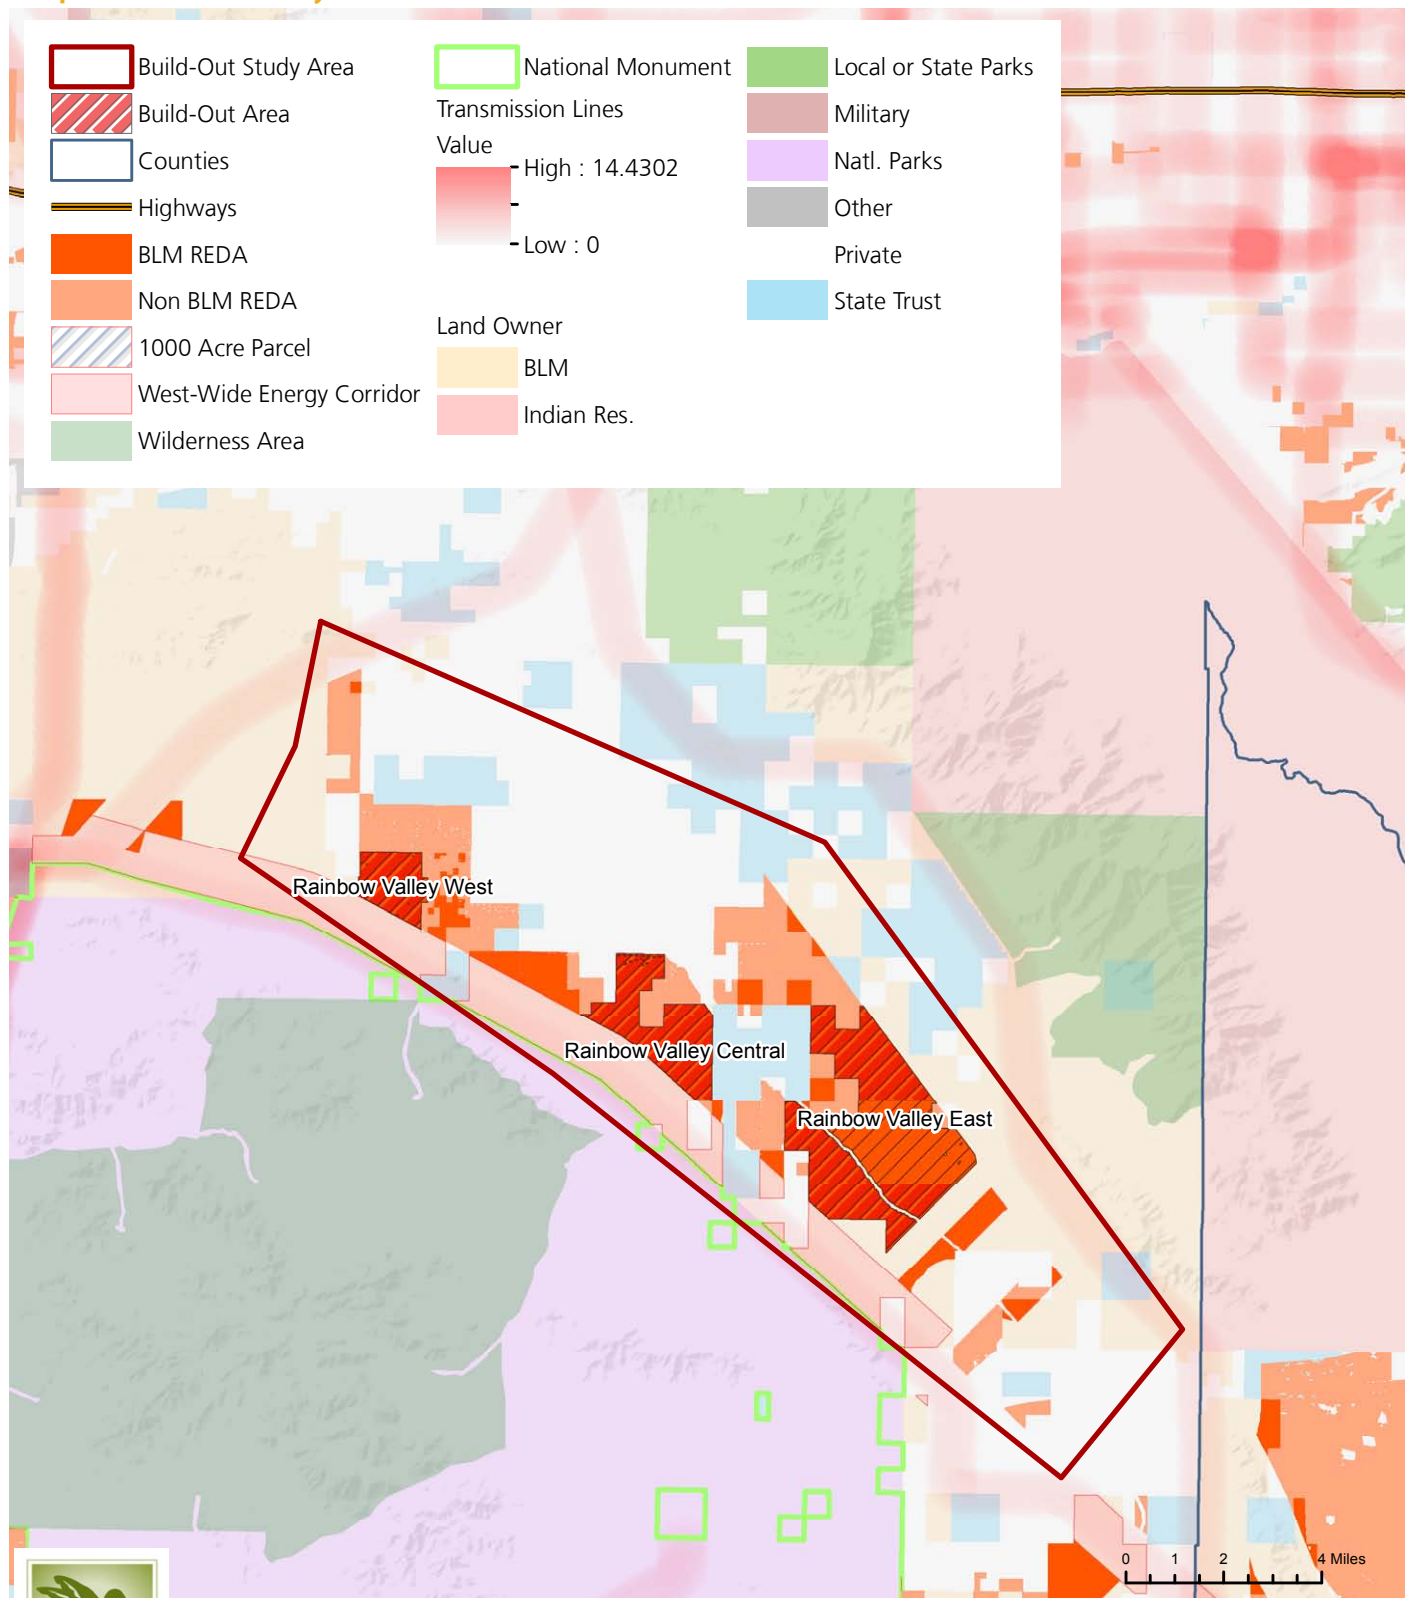 Build-Out Study Area
Build-Out Area
Counties
Highways
BLM REDA
Non BLM REDA
1000 Acre Parcel
West-Wide Energy Corridor
Wilderness Area
National Monument
Transmission Lines
Value
High : 14.4302
Low : 0
Land Owner
BLM
Indian Res.
Local or State Parks
Military
Natl. Parks
Other
Private
State Trust
Rainbow Valley West
Rainbow Valley Central
Rainbow Valley East
0 1 2 4 Miles